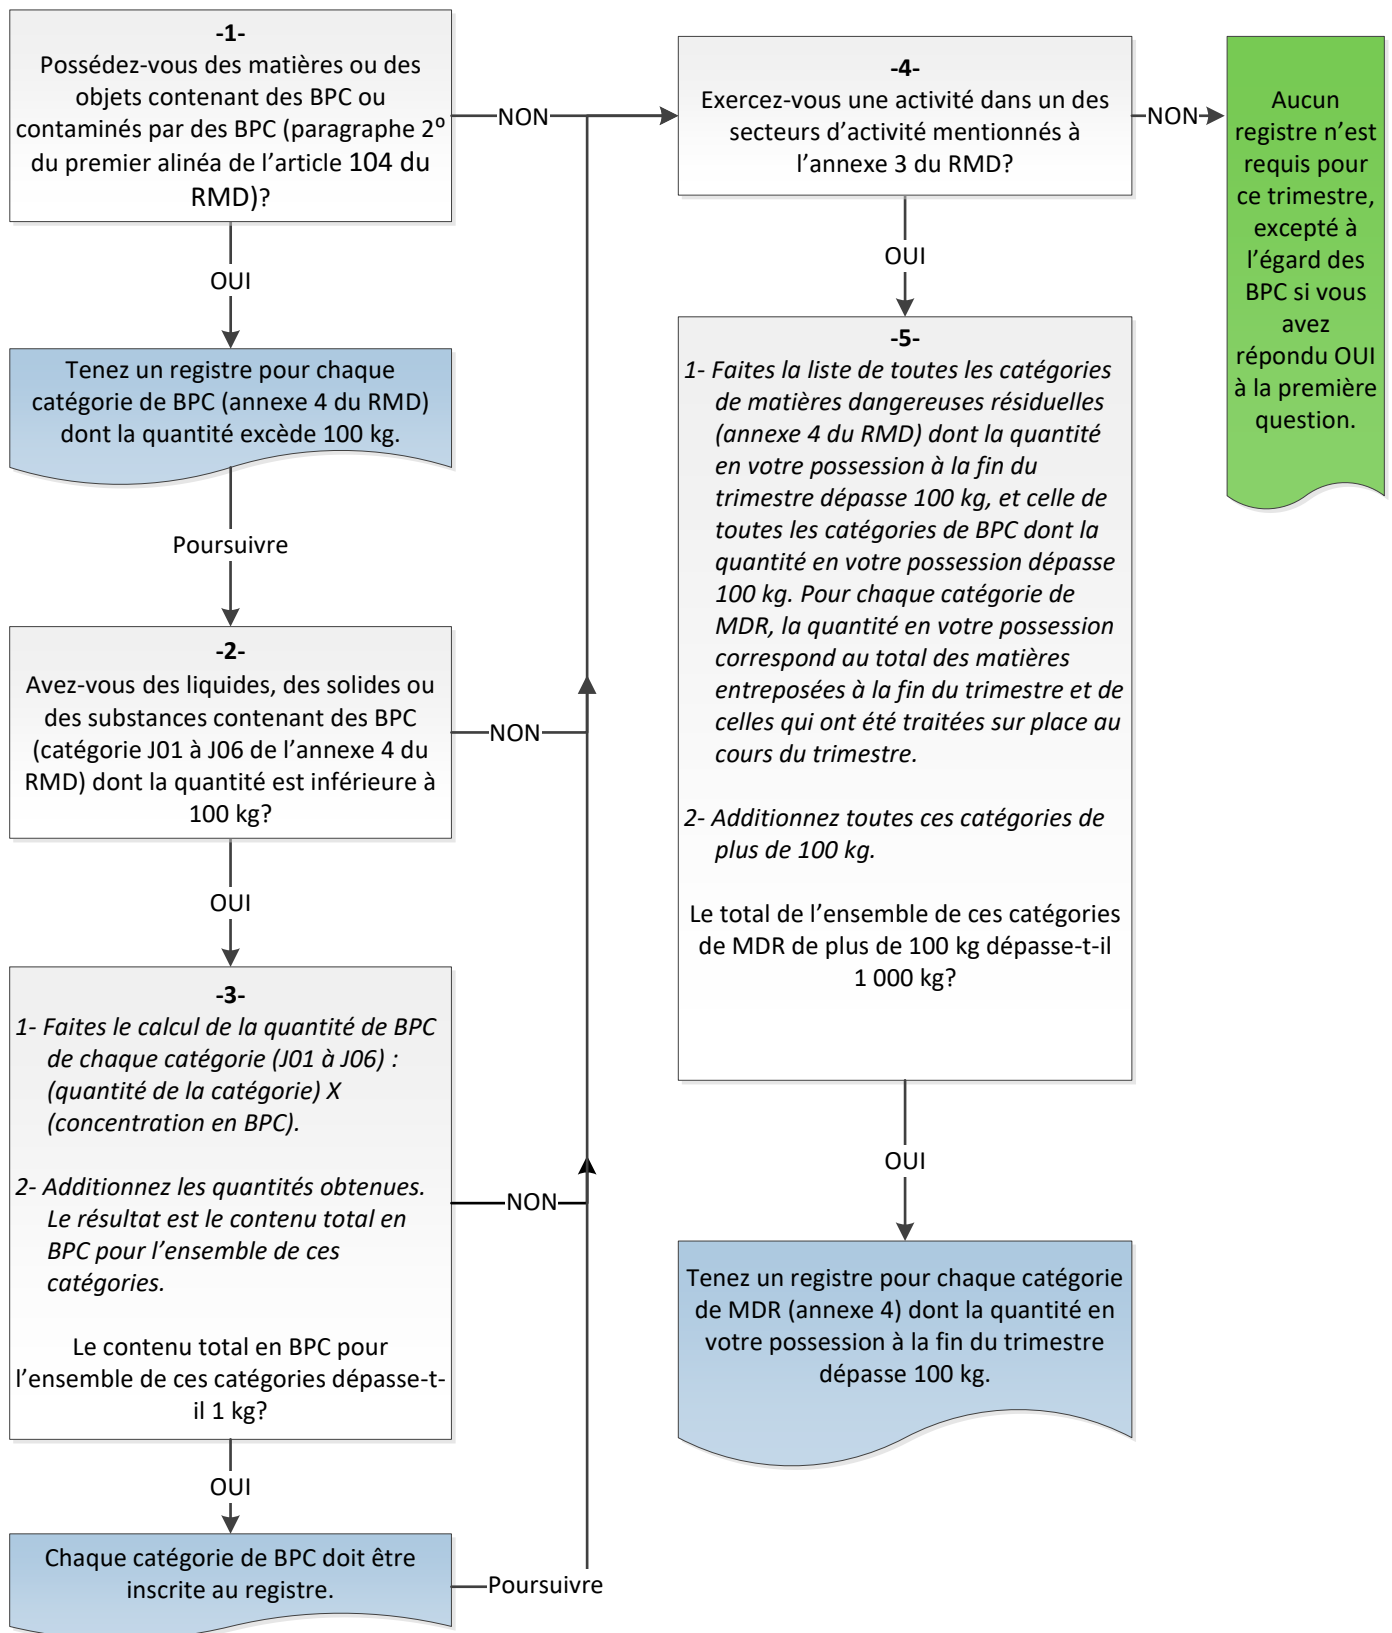 -1-
Possédez-vous des matières ou des
objets contenant des BPC ou
contaminés par des BPC (paragraphe 2º
du premier alinéa de l’article 104 du
RMD)?
NON
OUI
Tenez un registre pour chaque
catégorie de BPC (annexe 4 du RMD)
dont la quantité excède 100 kg.
Poursuivre
-2-
Avez-vous des liquides, des solides ou
des substances contenant des BPC
(catégorie J01 à J06 de l’annexe 4 du
RMD) dont la quantité est inférieure à
100 kg?
NON
OUI
-3-
1- Faites le calcul de la quantité de BPC
de chaque catégorie (J01 à J06) :
(quantité de la catégorie) X
(concentration en BPC).
2- Additionnez les quantités obtenues.
Le résultat est le contenu total en
BPC pour l’ensemble de ces
catégories.
Le contenu total en BPC pour
l’ensemble de ces catégories dépasse-t-
il 1 kg?
NON
OUI
Chaque catégorie de BPC doit être
inscrite au registre.
Poursuivre
-4-
Exercez-vous une activité dans un des
secteurs d’activité mentionnés à
l’annexe 3 du RMD?
NON
OUI
-5-
1- Faites la liste de toutes les catégories
de matières dangereuses résiduelles
(annexe 4 du RMD) dont la quantité
en votre possession à la fin du
trimestre dépasse 100 kg, et celle de
toutes les catégories de BPC dont la
quantité en votre possession dépasse
100 kg. Pour chaque catégorie de
MDR, la quantité en votre possession
correspond au total des matières
entreposées à la fin du trimestre et de
celles qui ont été traitées sur place au
cours du trimestre.
2- Additionnez toutes ces catégories de
plus de 100 kg.
Le total de l’ensemble de ces catégories
de MDR de plus de 100 kg dépasse-t-il
1 000 kg?
OUI
Tenez un registre pour chaque catégorie
de MDR (annexe 4) dont la quantité en
votre possession à la fin du trimestre
dépasse 100 kg.
Aucun
registre n’est
requis pour
ce trimestre,
excepté à
l’égard des
BPC si vous
avez
répondu OUI
à la première
question.